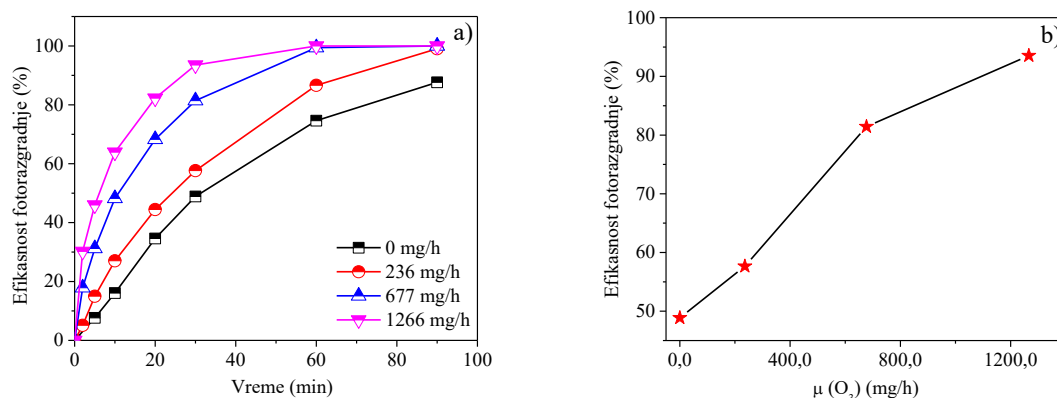 a)
Efikasnost fotorazgradnje (%)
100
80
60
40
20
0
0 mg/h
236 mg/h
677 mg/h
1266 mg/h
0 20 40 60 80 100
Vreme (min)
b)
Efikasnost fotorazgradnje (%)
100
90
80
70
60
50
0,0 400,0 800,0 1200,0
μ (O3) (mg/h)